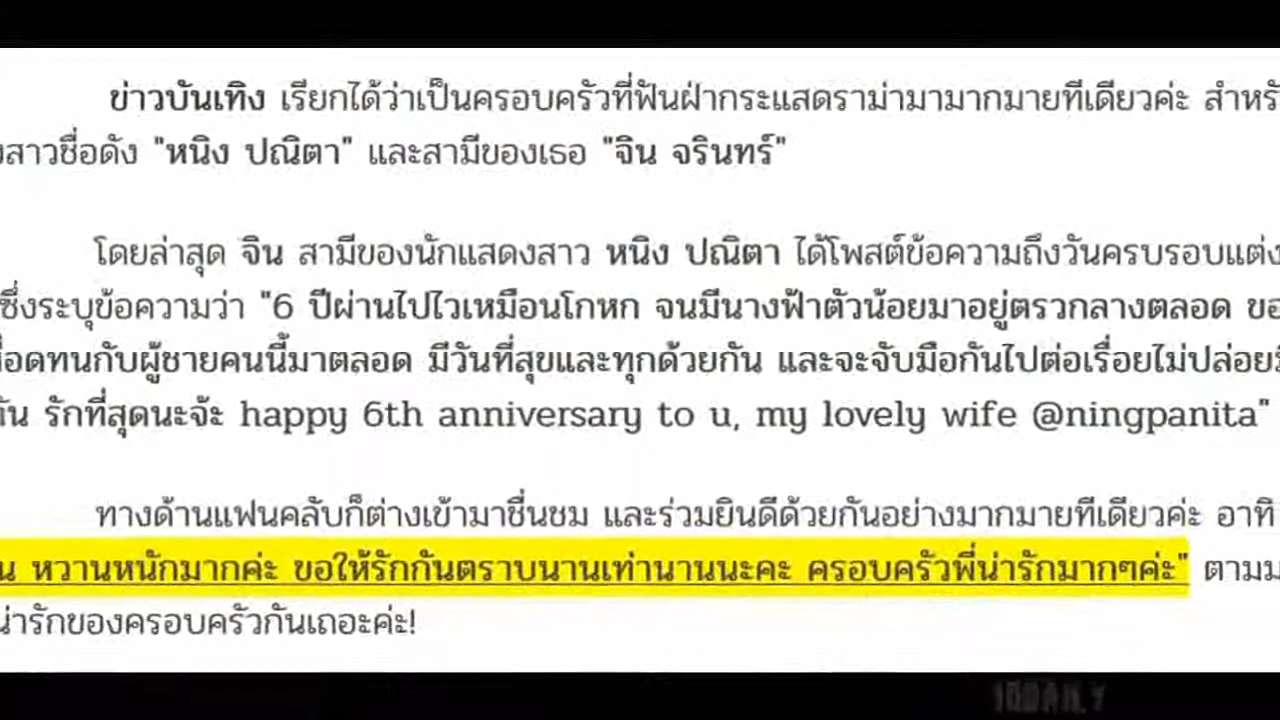 ข่าวบันเทิง เรียกได้ว่าเป็นครอบครัวที่ฟันฝ่ากระแสดราม่ามามากมายทีเดียวค่ะ
สาวชื่อดัง "หนิง ปณิตา" และสามีของเธอ "จิน จรินทร์"
โดยล่าสุด จิน สามีของนักแสดงสาว หนิง ปณิตา ได้โพสต์ข้อความถึงวันครบรอบแต่ง
ซึ่งระบุข้อความว่า "6 ปีผ่านไปไวเหมือนโกหก จนมีนางฟ้าตัวน้อยมาอยู่ตรวกลางตลอด
อดทนกับผู้ชายคนนี้มาตลอด มีวันที่สุขและทุกด้วยกัน และจะจับมือกันไปต่อเรื่อยไม่ปล่อย
กัน รักที่สุดนะจ้ะ happy 6th anniversary to u, my lovely wife @ningpanita"
ทางด้านแฟนคลับก็ต่างเข้ามาชื่นชม และร่วมยินดีด้วยกันอย่างมากมายทีเดียวค่ะ อาทิ
หวานหนักมากค่ะ ขอให้รักกันตราบนานเท่านานนะคะ ครอบครัวพี่น่ารักมากๆค่ะ"
น่ารักของครอบครัวกันเถอะค่ะ!